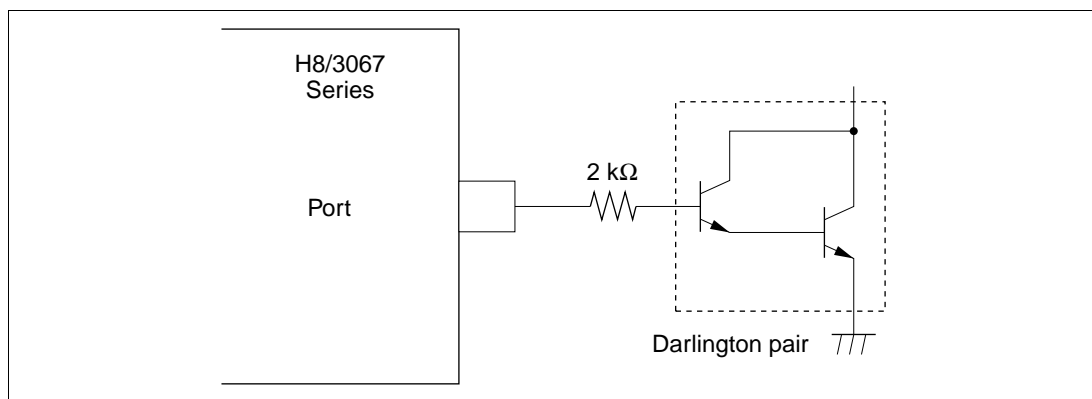 H8/3067
Series
Port
2 kΩ
Darlington pair